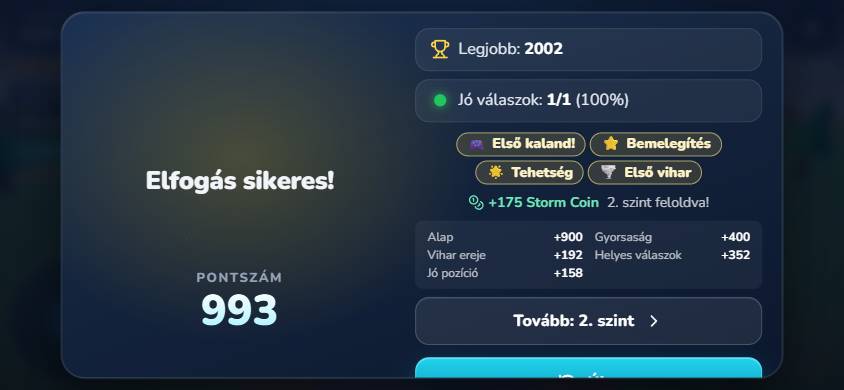 Elfogás sikeres!
PONTSZÁM
993
Legjobb: 2002
Jó válaszok: 1/1 (100%)
Első kaland! Bemelegítés
Tehetség Első vihar
+175 Storm Coin 2. szint feloldva!
Alap +900 Gyorsaság +400
Vihar ereje +192 Helyes válaszok +352
Jó pozíció +158
Tovább: 2. szint